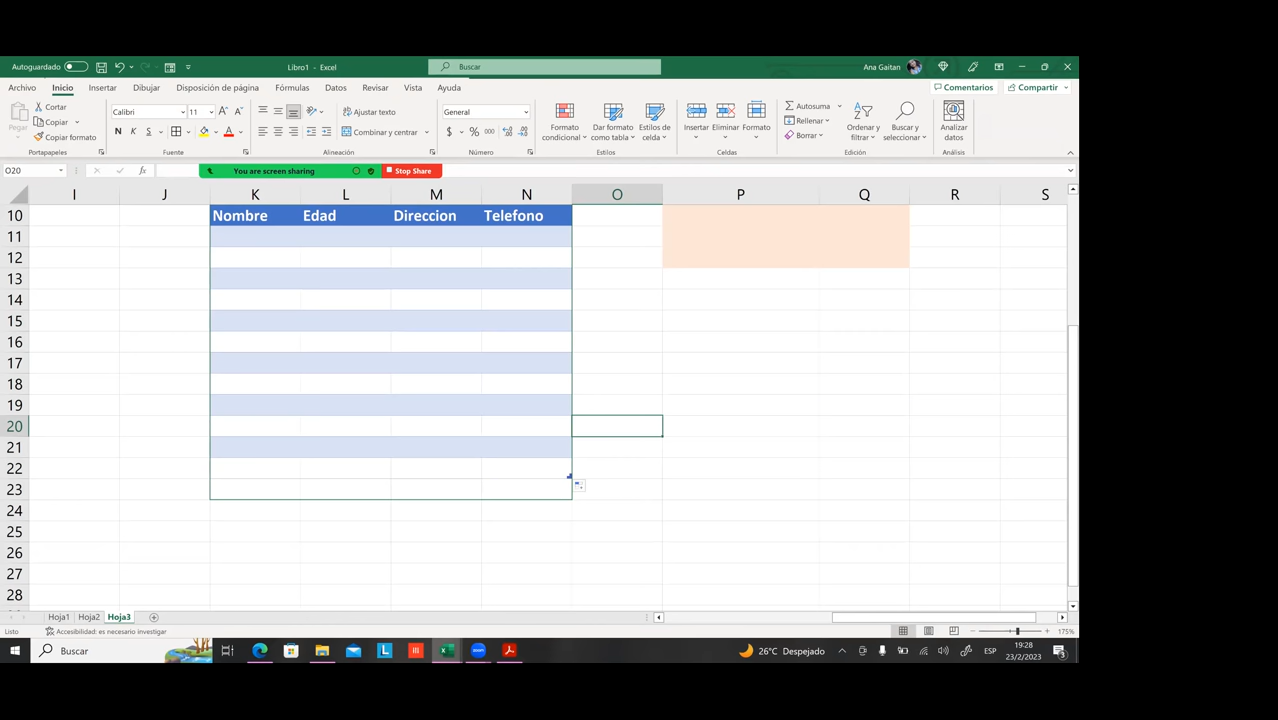 Autoguardado
Libro1 - Excel
Buscar
Ana Gaitan
Archivo Inicio Insertar Dibujar Disposición de página Fórmulas Datos Revisar Vista Ayuda
Comentarios Compartir
Pegar
Cortar
Copiar
Copiar formato
Portapapeles
Calibri 11
N K S
Fuente
Ajustar texto
Combinar y centrar
Alineación
General
$ % 000
Número
Formato condicional
Dar formato como tabla
Estilos de celda
Estilos
Insertar Eliminar Formato
Celdas
Autosuma
Rellenar
Borrar
Ordenar y filtrar
Buscar y seleccionar
Edición
Analizar datos
Análisis
O20
fx
You are screen sharing
Stop Share
I J K L M N O P Q R S
10 Nombre Edad Direccion Telefono
11
12
13
14
15
16
17
18
19
20
21
22
23
24
25
26
27
28
Hoja1 Hoja2 Hoja3
Listo
Accesibilidad: es necesario investigar
175%
Buscar
zoom
26°C Despejado
ESP
19:28
23/2/2023
3